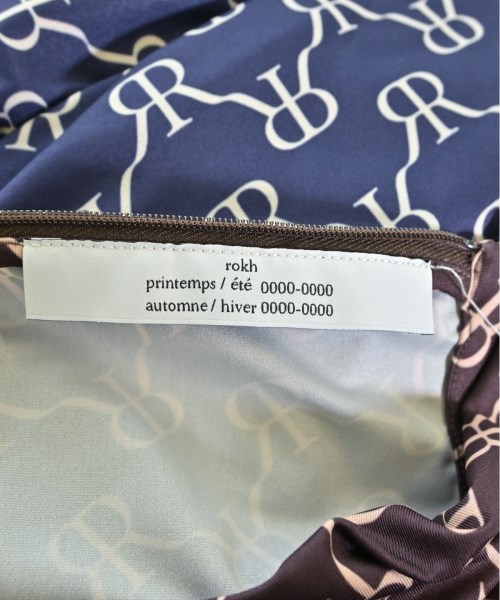 rokh
printemps / été 0000-0000
automne / hiver 0000-0000